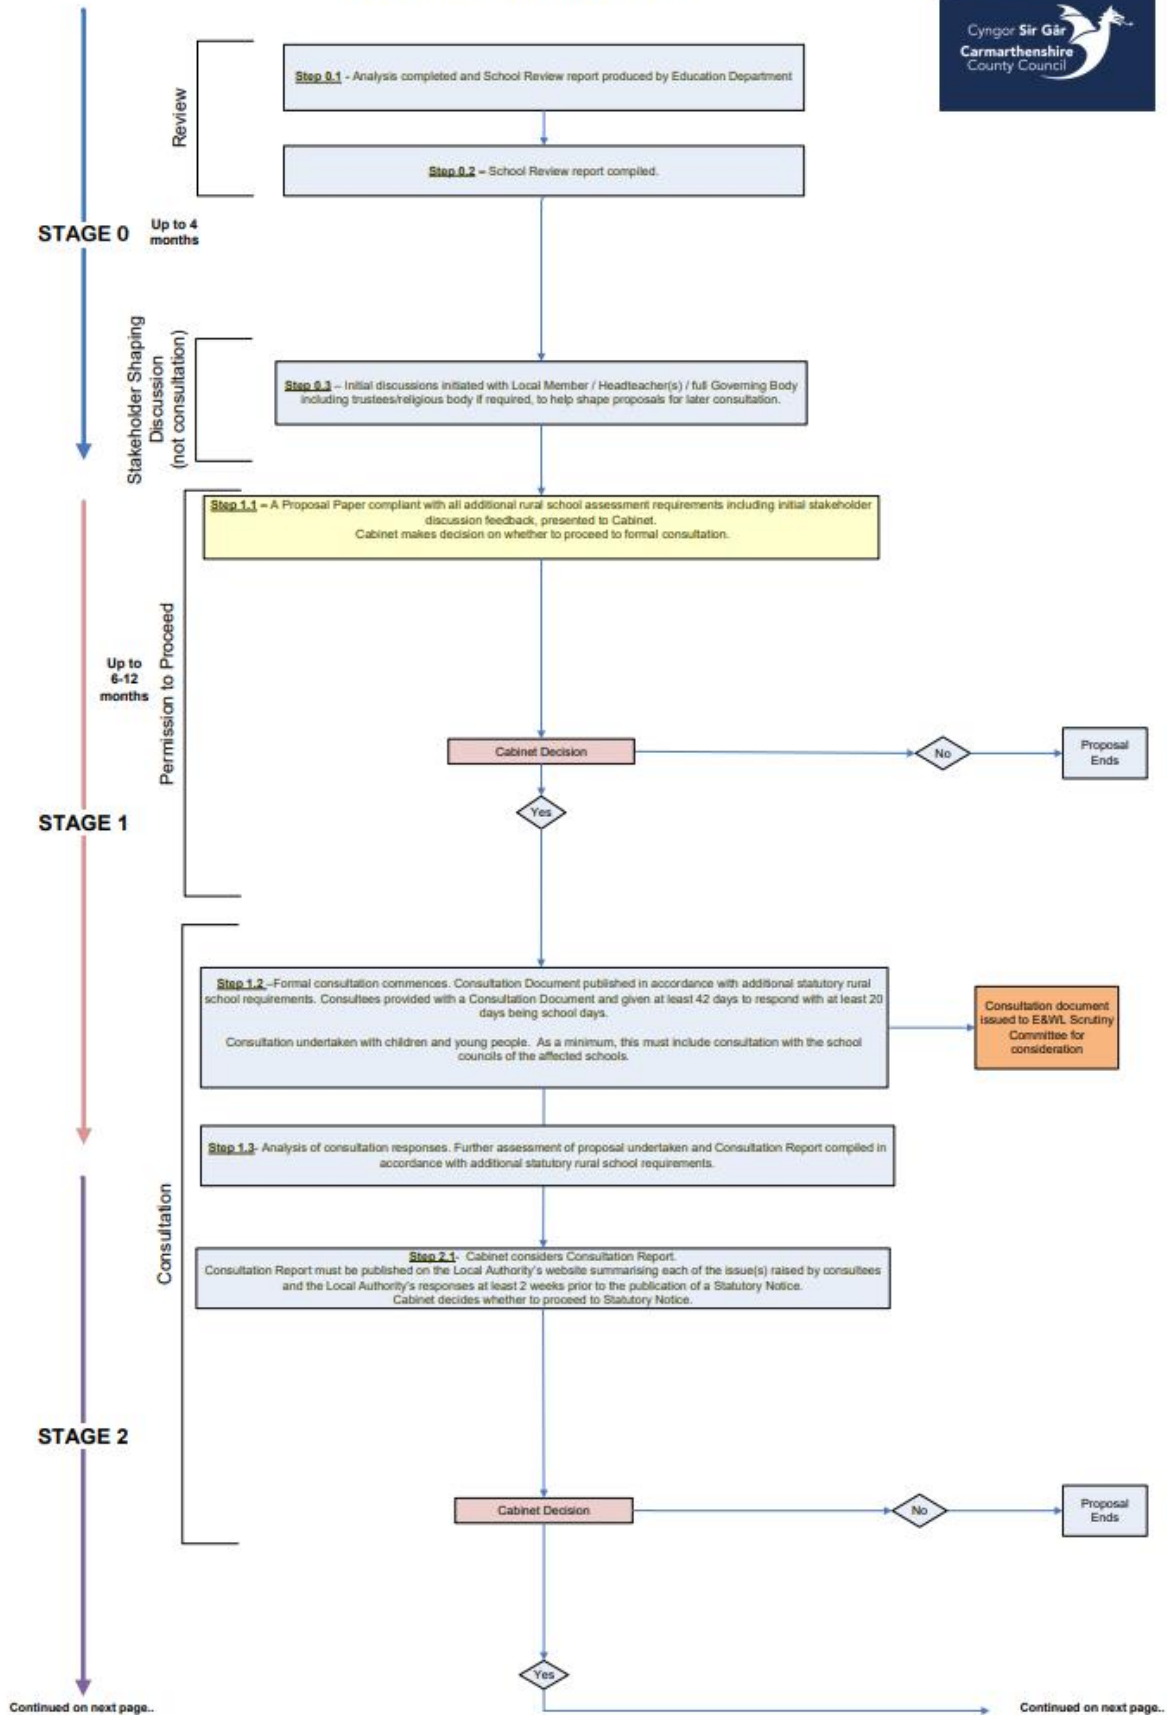 Cyngor Sir Gâr
Carmarthenshire
County Council
Review
Step 0.1 - Analysis completed and School Review report produced by Education Department
Step 0.2 – School Review report compiled.
STAGE 0
Up to 4
months
Stakeholder Shaping
Discussion
(not consultation)
Step 0.3 – Initial discussions initiated with Local Member / Headteacher(s) / full Governing Body
including trustees/religious body if required, to help shape proposals for later consultation.
Step 1.1 – A Proposal Paper compliant with all additional rural school assessment requirements including initial stakeholder
discussion feedback, presented to Cabinet.
Cabinet makes decision on whether to proceed to formal consultation.
Permission to Proceed
Up to
6-12
months
Cabinet Decision
No
Proposal
Ends
Yes
STAGE 1
Step 1.2 –Formal consultation commences. Consultation Document published in accordance with additional statutory rural
school requirements. Consultees provided with a Consultation Document and given at least 42 days to respond with at least 20
days being school days.
Consultation undertaken with children and young people. As a minimum, this must include consultation with the school
councils of the affected schools.
Consultation document
issued to E&WL Scrutiny
Committee for
consideration
Step 1.3- Analysis of consultation responses. Further assessment of proposal undertaken and Consultation Report compiled in
accordance with additional statutory rural school requirements.
Consultation
Step 2.1- Cabinet considers Consultation Report.
Consultation Report must be published on the Local Authority's website summarising each of the issue(s) raised by consultees
and the Local Authority's responses at least 2 weeks prior to the publication of a Statutory Notice.
Cabinet decides whether to proceed to Statutory Notice.
STAGE 2
Cabinet Decision
No
Proposal
Ends
Yes
Continued on next page..
Continued on next page..